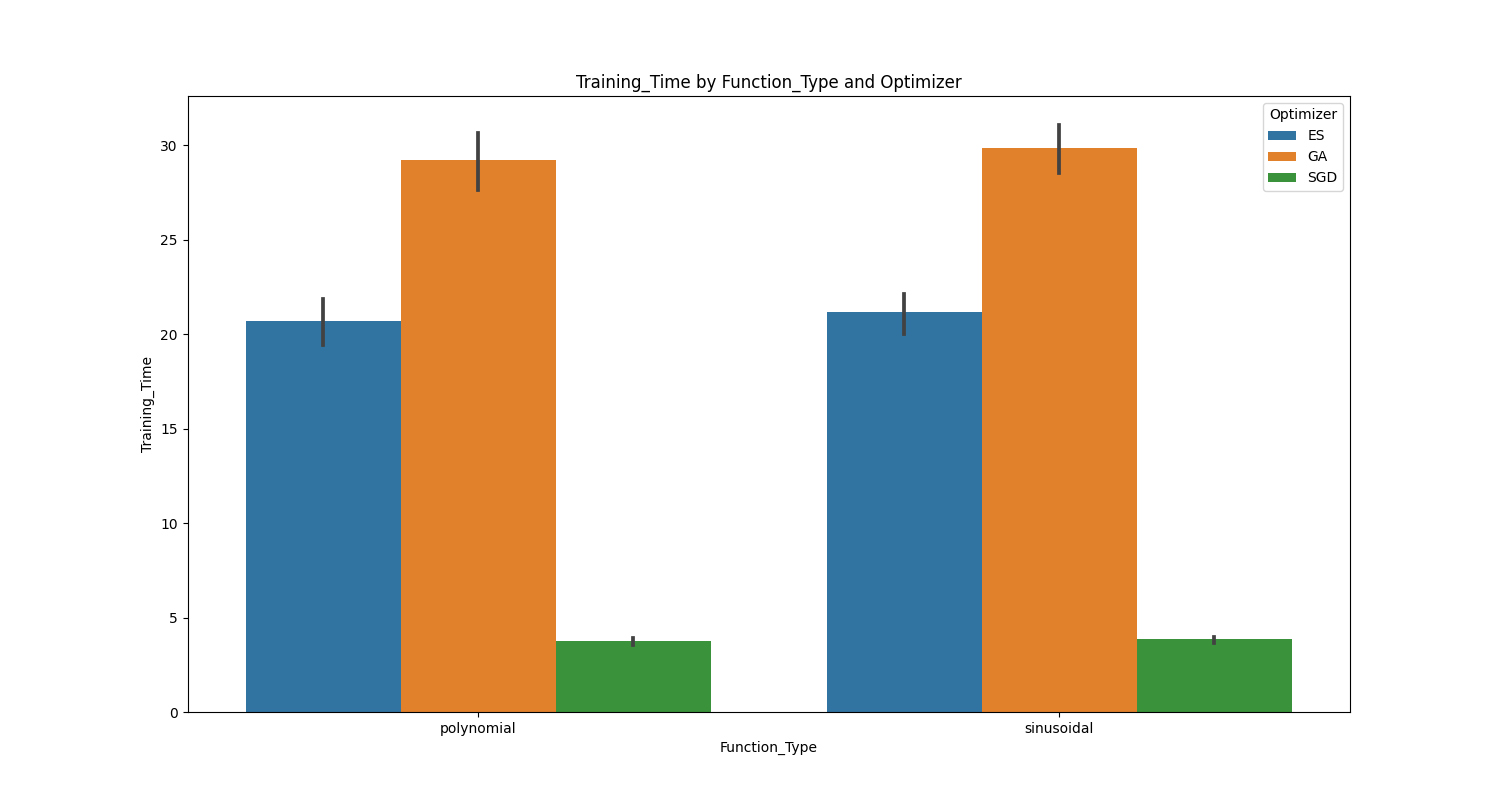 Training_Time by Function_Type and Optimizer
Optimizer
ES
GA
SGD
30
25
20
15
10
5
0
Training_Time
polynomial
sinusoidal
Function_Type